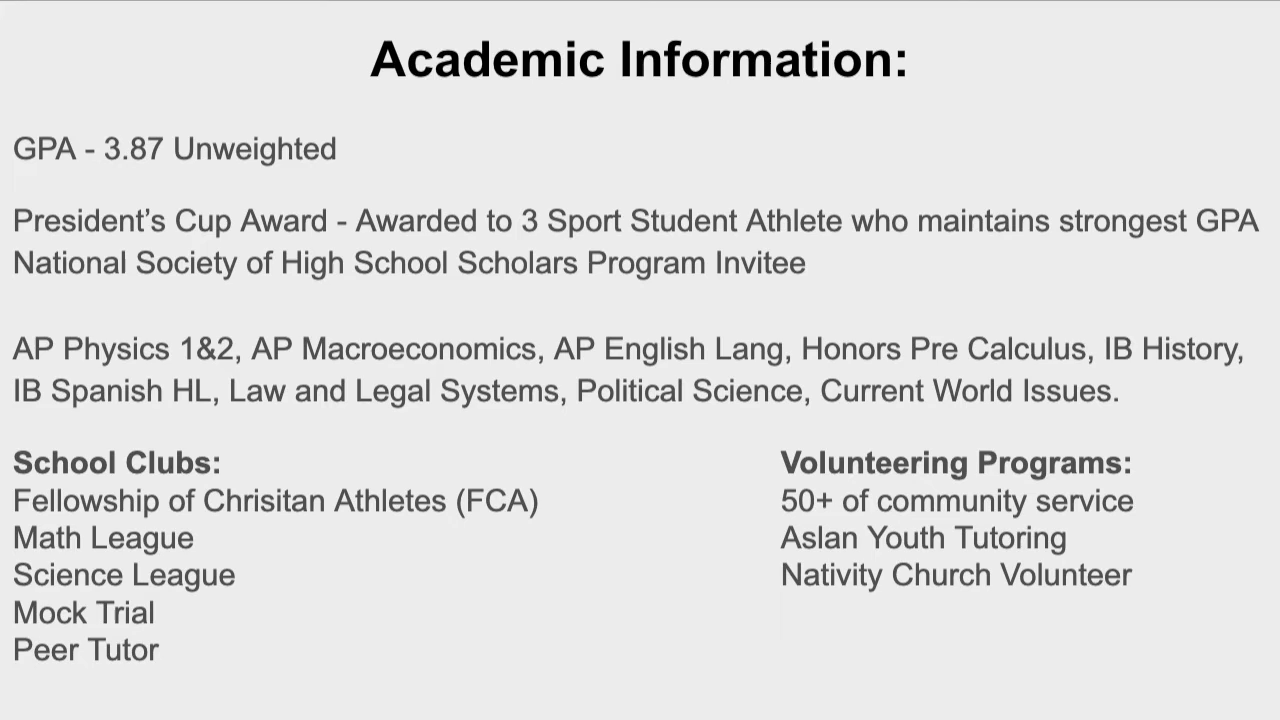 Academic Information:
GPA - 3.87 Unweighted
President’s Cup Award - Awarded to 3 Sport Student Athlete who maintains strongest GPA
National Society of High School Scholars Program Invitee
AP Physics 1&2, AP Macroeconomics, AP English Lang, Honors Pre Calculus, IB History,
IB Spanish HL, Law and Legal Systems, Political Science, Current World Issues.
School Clubs:
Fellowship of Chrisitan Athletes (FCA)
Math League
Science League
Mock Trial
Peer Tutor
Volunteering Programs:
50+ of community service
Aslan Youth Tutoring
Nativity Church Volunteer